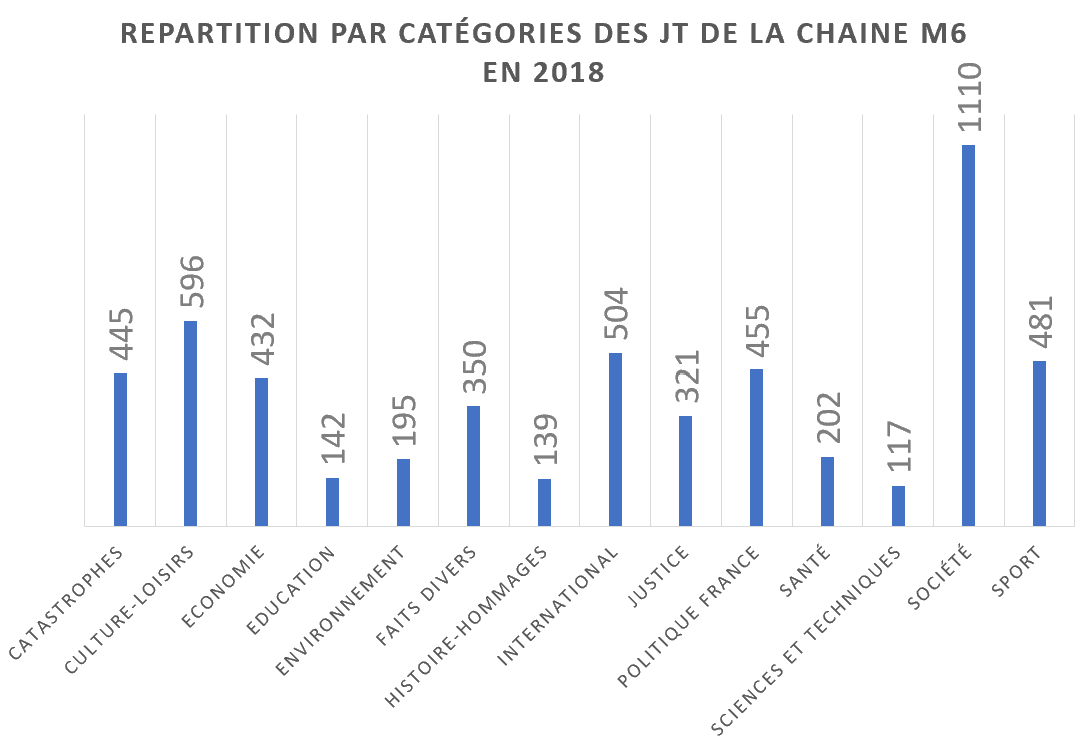 REPARTITION PAR CATÉGORIES DES JT DE LA CHAINE M6
EN 2018
445
596
432
142
195
350
139
504
321
455
202
117
1110
481
CATASTROPHES
CULTURE-LOISIRS
ECONOMIE
EDUCATION
ENVIRONNEMENT
FAITS DIVERS
HISTOIRE-HOMMAGES
INTERNATIONAL
JUSTICE
POLITIQUE FRANCE
SANTÉ
SCIENCES ET TECHNIQUES
SOCIÉTÉ
SPORT